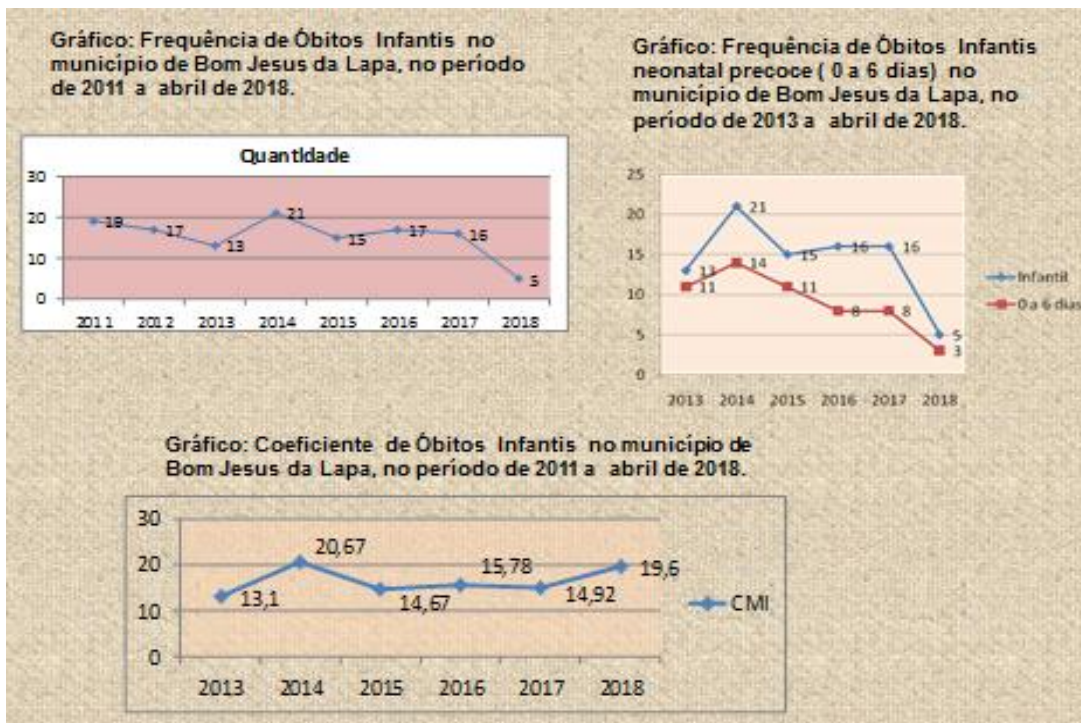 Gráfico: Frequência de Óbitos Infantis no
município de Bom Jesus da Lapa, no período
de 2011 a abril de 2018.
Quantidade
30
20
10
0
19
17
13
21
15
17
16
5
2011 2012 2013 2014 2015 2016 2017 2018
Gráfico: Frequência de Óbitos Infantis
neonatal precoce ( 0 a 6 dias) no
município de Bom Jesus da Lapa, no
período de 2013 a abril de 2018.
25
20
15
10
5
0
13
21
15
16
16
5
11
14
11
8
8
3
Infantil
0 a 6 dias
2013 2014 2015 2016 2017 2018
Gráfico: Coeficiente de Óbitos Infantis no município de
Bom Jesus da Lapa, no período de 2011 a abril de 2018.
30
20
10
0
13,1
20,67
14,67
15,78
14,92
19,6
CMI
2013 2014 2015 2016 2017 2018